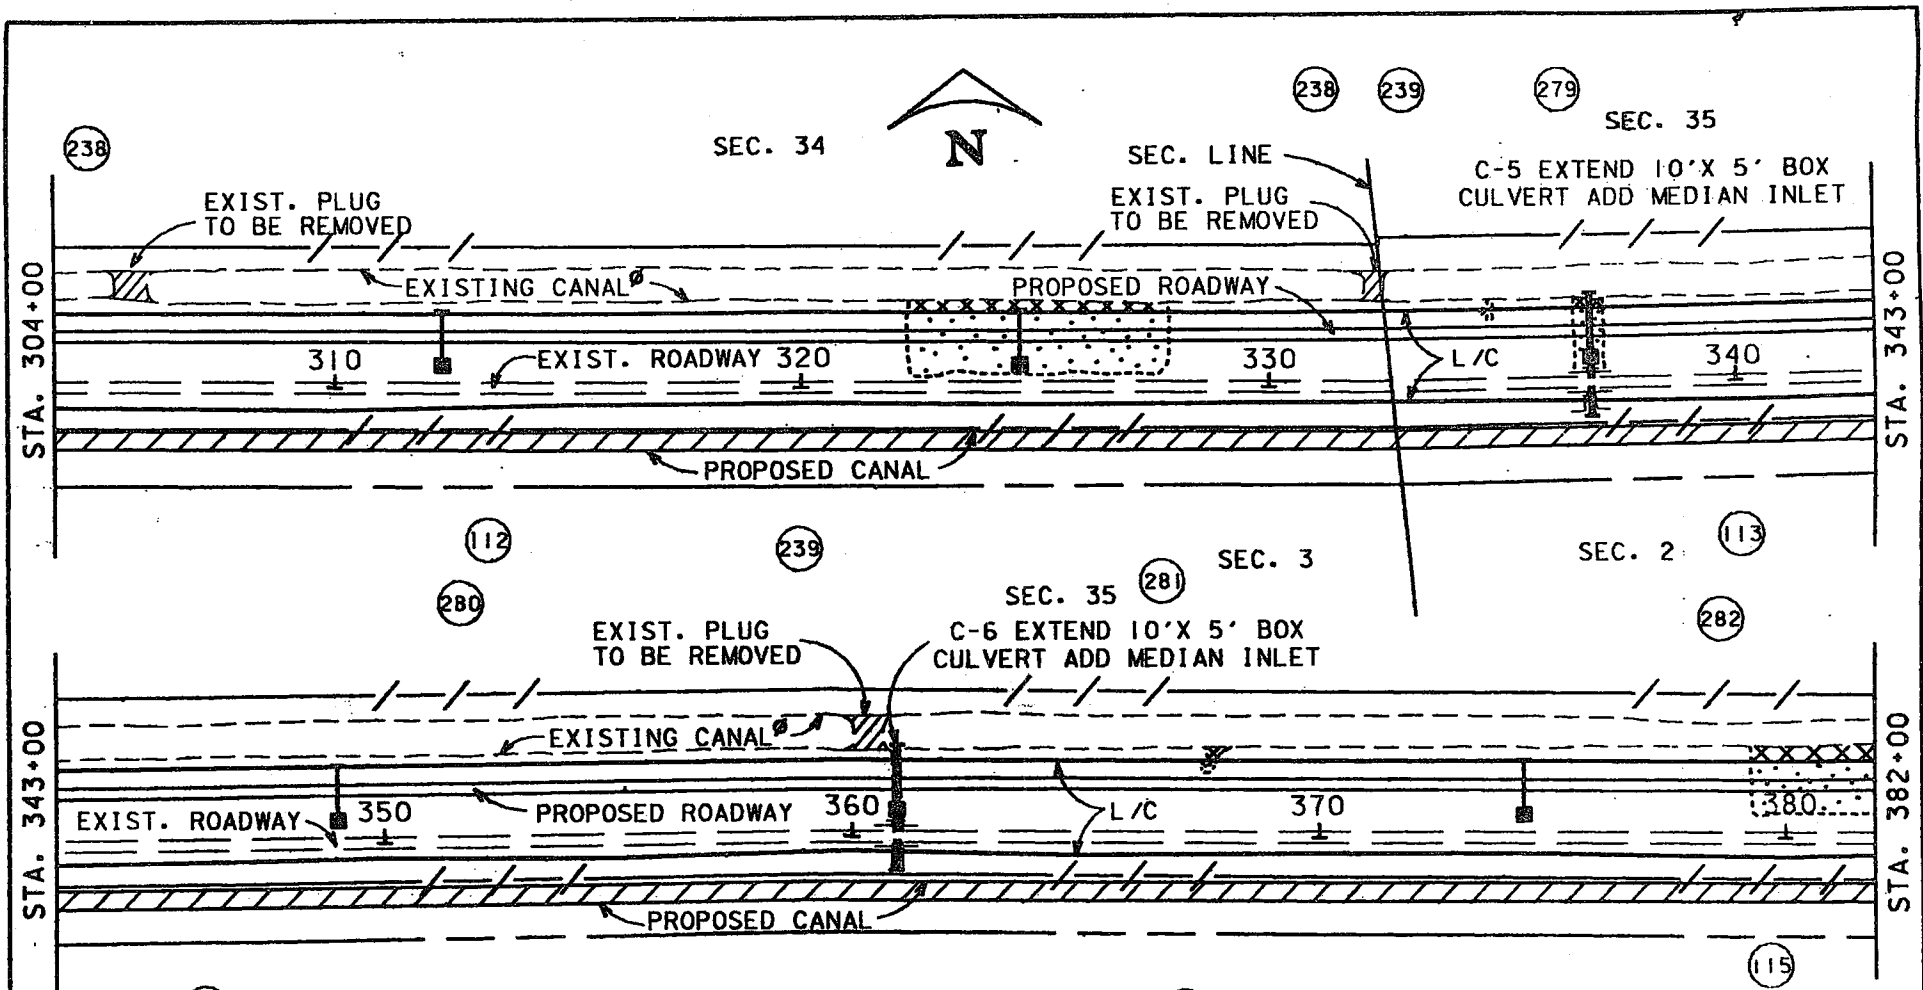 238
239
279
238
SEC. 34
N
SEC. 35
SEC. LINE
C-5 EXTEND 10'X 5' BOX
CULVERT ADD MEDIAN INLET
EXIST. PLUG
TO BE REMOVED
EXIST. PLUG
TO BE REMOVED
STA. 304+00
EXISTING CANAL ø
PROPOSED ROADWAY
STA. 343+00
310
EXIST. ROADWAY
320
330
L/C
340
PROPOSED CANAL
112
239
SEC. 3
SEC. 2
113
280
SEC. 35
281
282
EXIST. PLUG
TO BE REMOVED
C-6 EXTEND 10'X 5' BOX
CULVERT ADD MEDIAN INLET
STA. 343+00
EXISTING CANAL ø
STA. 382+00
EXIST. ROADWAY
350
PROPOSED ROADWAY
360
L/C
370
380
PROPOSED CANAL
115